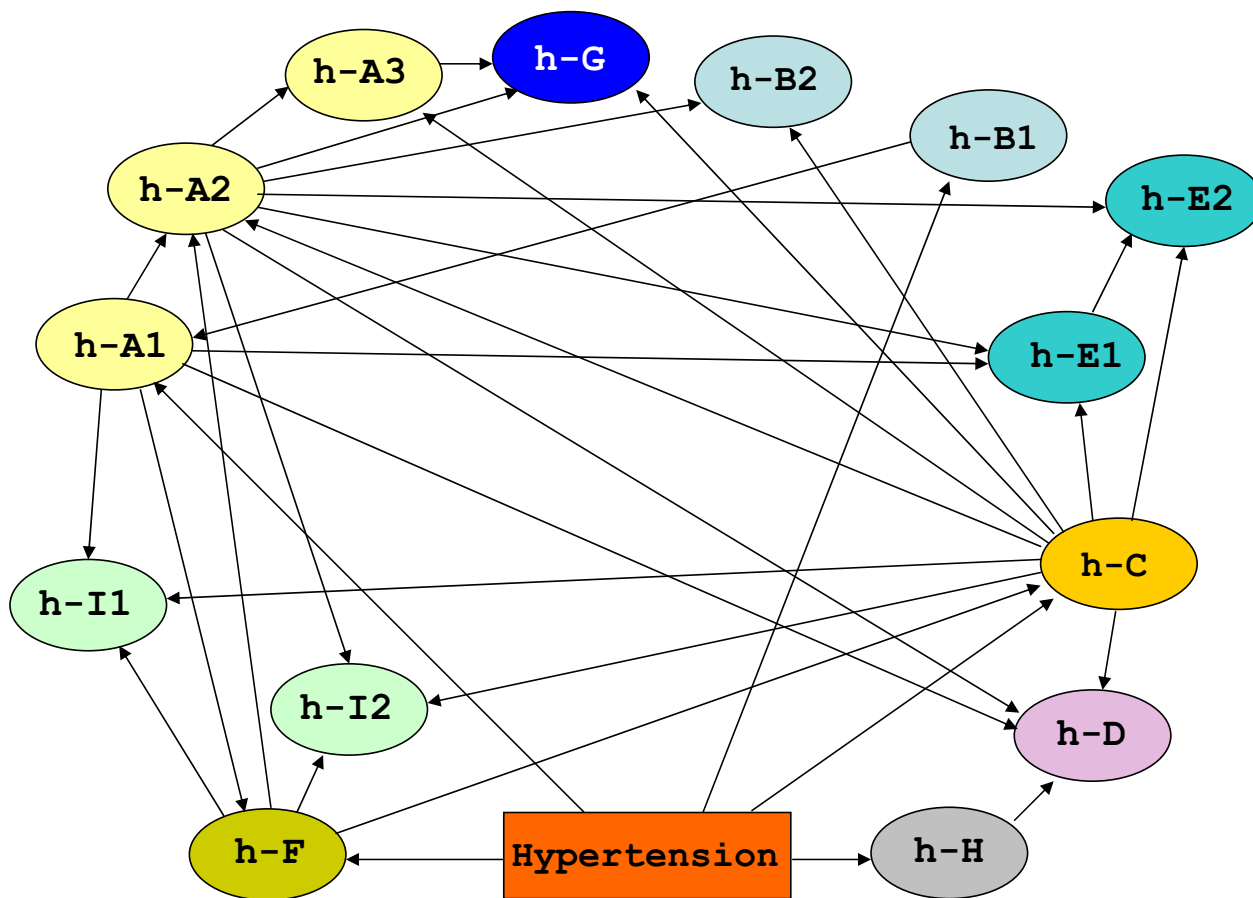 h-G
h-A3
h-B2
h-B1
h-A2
h-E2
h-A1
h-E1
h-C
h-I1
h-I2
h-D
h-F
Hypertension
h-H